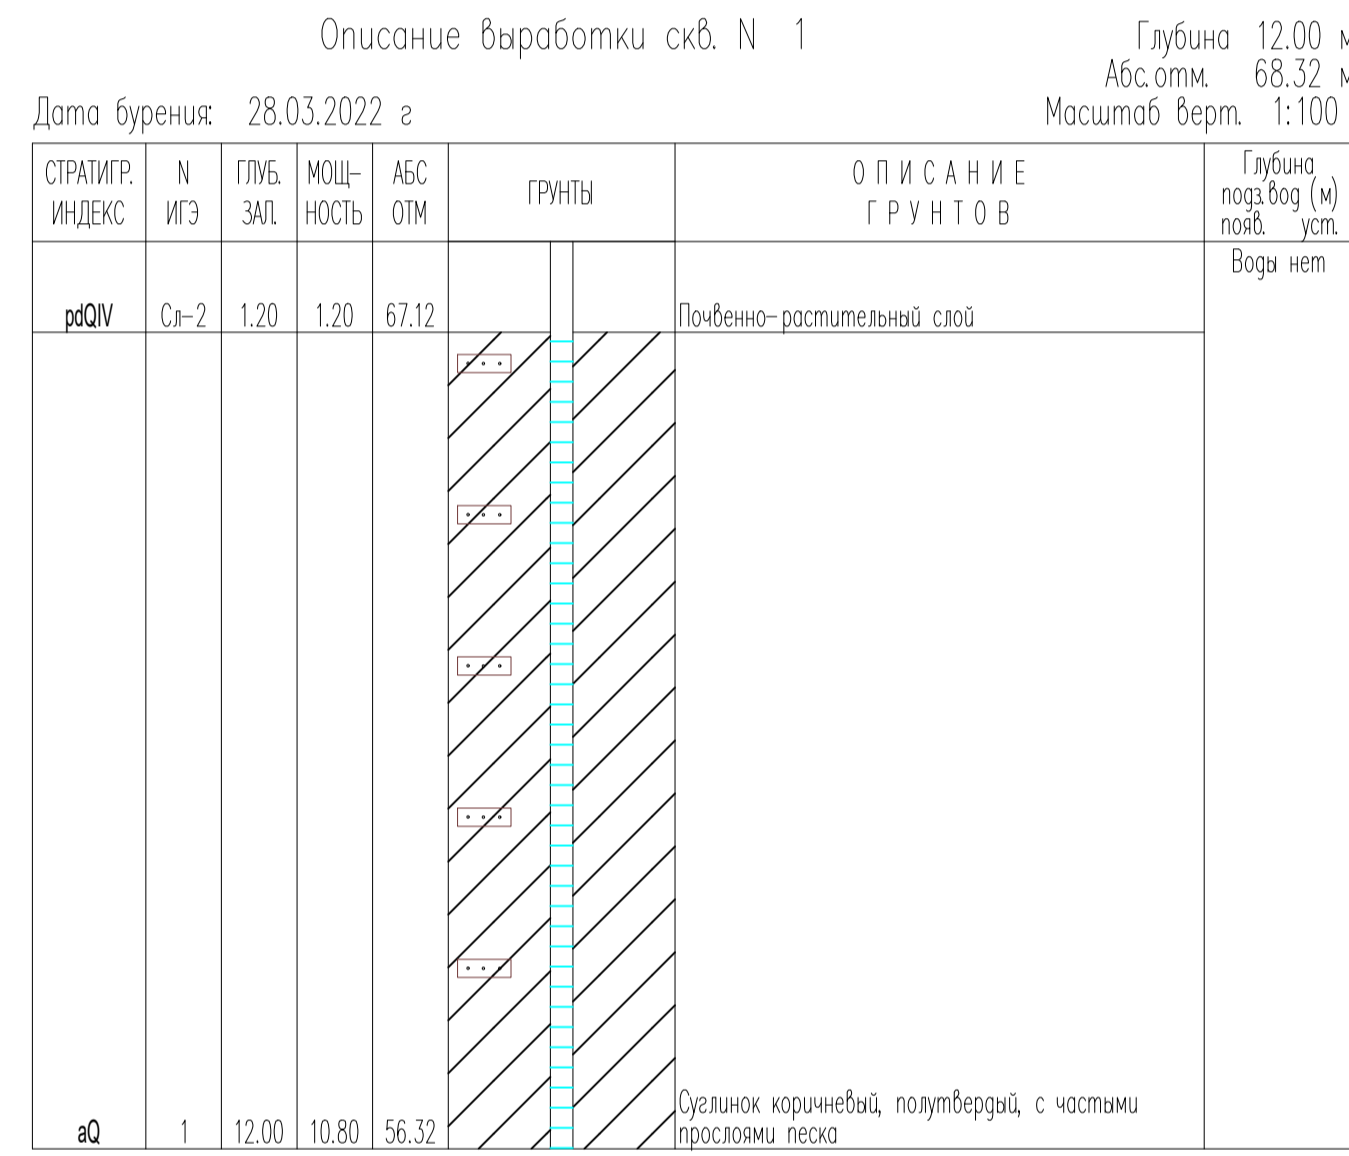 Описание выработки скв. N 1
Глубина 12.00 м
Абс.отм. 68.32 м
Дата бурения: 28.03.2022 г
Масштаб верт. 1:100
СТРАТИГР. ИНДЕКС
N ИГЭ
ГЛУБ. ЗАЛ.
МОЩ- НОСТЬ
АБС ОТМ
ГРУНТЫ
ОПИСАНИЕ
ГРУНТОВ
Глубина
подз.вод (м)
появ. уст.
Воды нет
pdQIV Сл-2 1.20 1.20 67.12 Почвенно-растительный слой
Суглинок коричневый, полутвердый, с частыми
aQ 1 12.00 10.80 56.32 прослоями песка